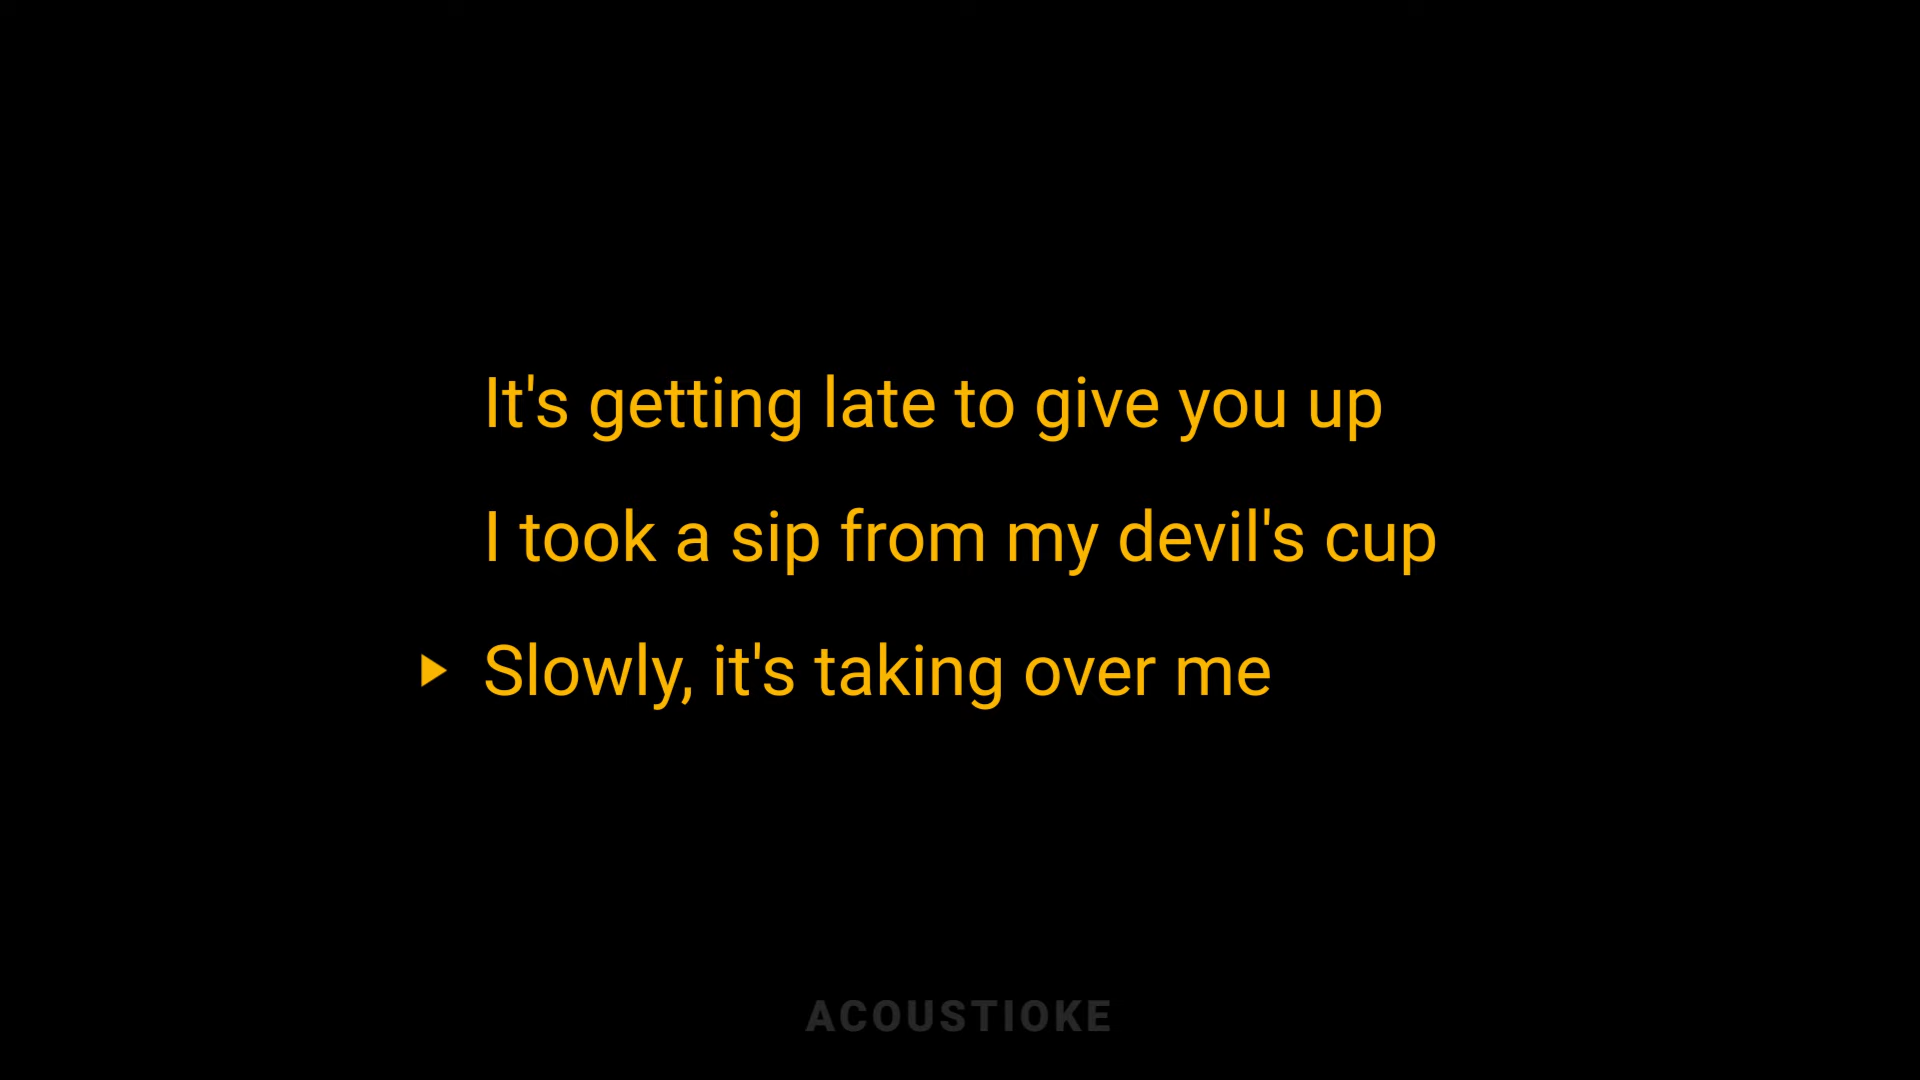 It's getting late to give you up
I took a sip from my devil's cup
Slowly, it's taking over me
ACOUSTIOKE